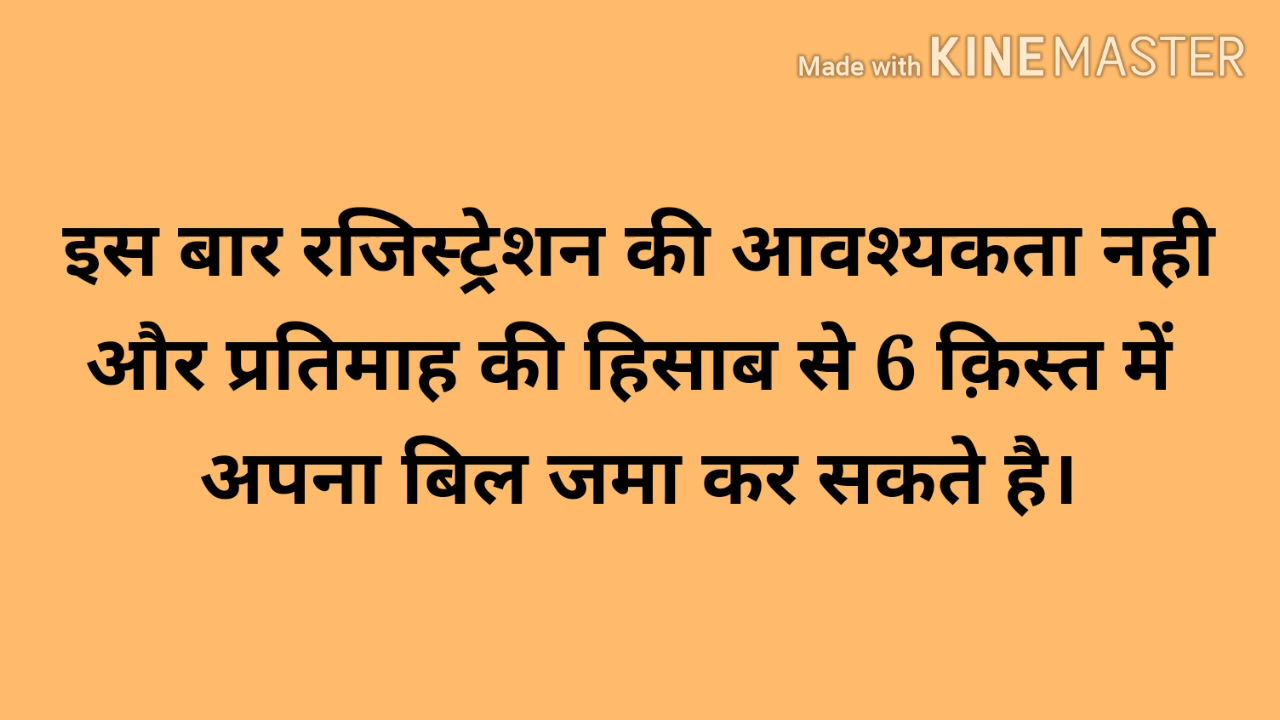 Made with KINEMASTER
इस बार रजिस्ट्रेशन की आवश्यकता नही
और प्रतिमाह की हिसाब से 6 क़िस्त में
अपना बिल जमा कर सकते है।